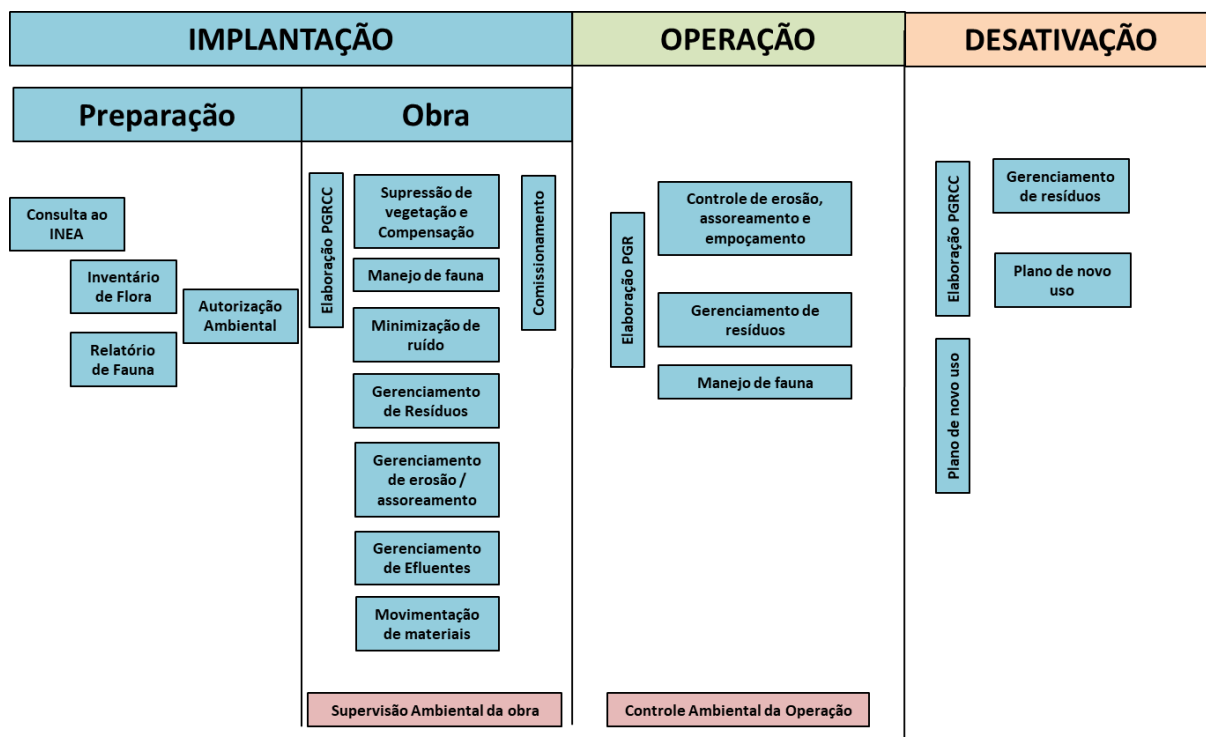 IMPLANTAÇÃO
OPERAÇÃO
DESATIVAÇÃO
Preparação
Obra
Consulta ao
INEA
Inventário
de Flora
Relatório
de Fauna
Autorização
Ambiental
Elaboração PGRCC
Supressão de
vegetação e
Compensação
Manejo de fauna
Minimização de
ruído
Gerenciamento
de Resíduos
Gerenciamento
de erosão /
assoreamento
Gerenciamento
de Efluentes
Movimentação
de materiais
Comissionamento
Supervisão Ambiental da obra
Elaboração PGR
Controle de erosão,
assoreamento e
empoçamento
Gerenciamento de
resíduos
Manejo de fauna
Controle Ambiental da Operação
Elaboração PGRCC
Gerenciamento
de resíduos
Plano de novo
uso
Plano de novo uso